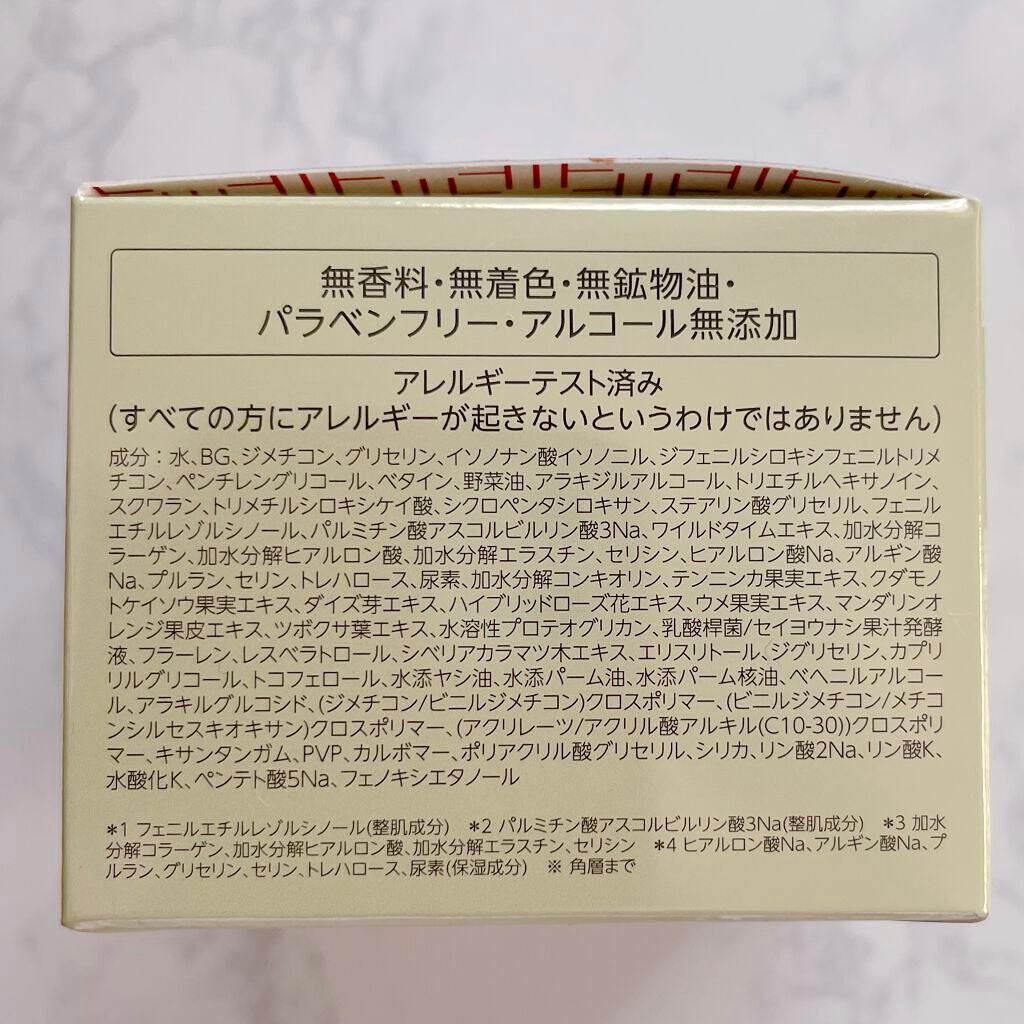 無香料・無着色・無鉱物油・
パラベンフリー・アルコール無添加
アレルギーテスト済み
(すべての方にアレルギーが起きないというわけではありません)
成分：水、BG、ジメチコン、グリセリン、イソノナン酸イソノニル、ジフェニルシロキシフェニルトリメ
チコン、ペンチレングリコール、ベタイン、野菜油、アラキジルアルコール、トリエチルヘキサノイン、
スクワラン、トリメチルシロキシケイ酸、シクロペンタシロキサン、ステアリン酸グリセリル、フェニル
エチルレゾルシノール、パルミチン酸アスコルビルリン酸3Na、ワイルドタイムエキス、加水分解コ
ラーゲン、加水分解ヒアルロン酸、加水分解エラスチン、セリシン、ヒアルロン酸Na、アルギン酸
Na、プルラン、セリン、トレハロース、尿素、加水分解コンキオリン、テンニンカ果実エキス、クダモノ
トケイソウ果実エキス、ダイズ芽エキス、ハイブリッドローズ花エキス、ウメ果実エキス、マンダリンオ
レンジ果皮エキス、ツボクサ葉エキス、水溶性プロテオグリカン、乳酸桿菌/セイヨウナシ果汁発酵
液、フラーレン、レスベラトロール、シベリアカラマツ木エキス、エリスリトール、ジグリセリン、カプリ
リルグリコール、トコフェロール、水添ヤシ油、水添パーム油、水添パーム核油、ベヘニルアルコー
ル、アラキルグルコシド、(ジメチコン/ビニルジメチコン)クロスポリマー、(ビニルジメチコン/メチコ
ンシルセスキオキサン)クロスポリマー、(アクリレーツ/アクリル酸アルキル(C10-30))クロスポリ
マー、キサンタンガム、PVP、カルボマー、ポリアクリル酸グリセリル、シリカ、リン酸2Na、リン酸K、
水酸化K、ペンテト酸5Na、フェノキシエタノール
*1 フェニルエチルレゾルシノール(整肌成分) *2 パルミチン酸アスコルビルリン酸3Na(整肌成分) *3 加水
分解コラーゲン、加水分解ヒアルロン酸、加水分解エラスチン、セリシン *4 ヒアルロン酸Na、アルギン酸Na、プ
ルラン、グリセリン、セリン、トレハロース、尿素(保湿成分) ※ 角層まで